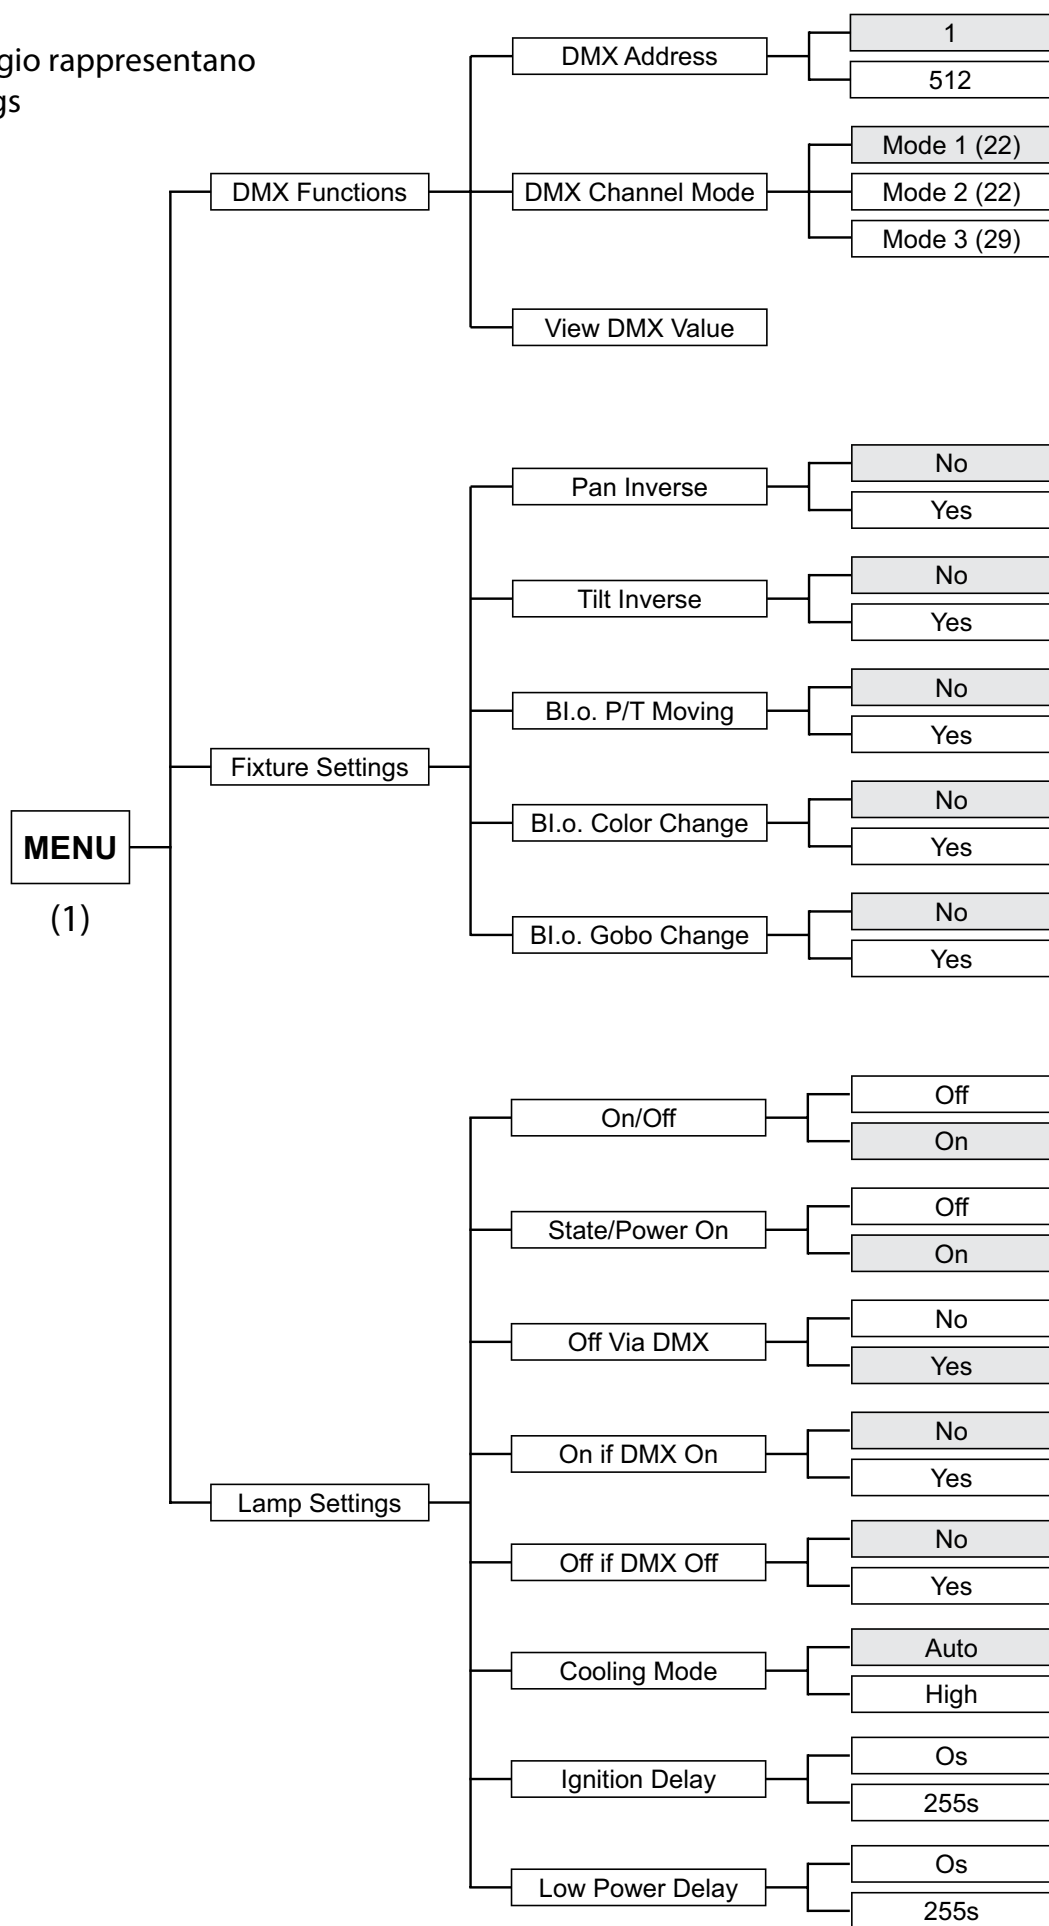 gio rappresentano
gs
MENU
(1)
DMX Functions
DMX Address
1
512
DMX Channel Mode
Mode 1 (22)
Mode 2 (22)
Mode 3 (29)
View DMX Value
Fixture Settings
Pan Inverse
No
Yes
Tilt Inverse
No
Yes
BI.o. P/T Moving
No
Yes
BI.o. Color Change
No
Yes
BI.o. Gobo Change
No
Yes
Lamp Settings
On/Off
Off
On
State/Power On
Off
On
Off Via DMX
No
Yes
On if DMX On
No
Yes
Off if DMX Off
No
Yes
Cooling Mode
Auto
High
Ignition Delay
Os
255s
Low Power Delay
Os
255s